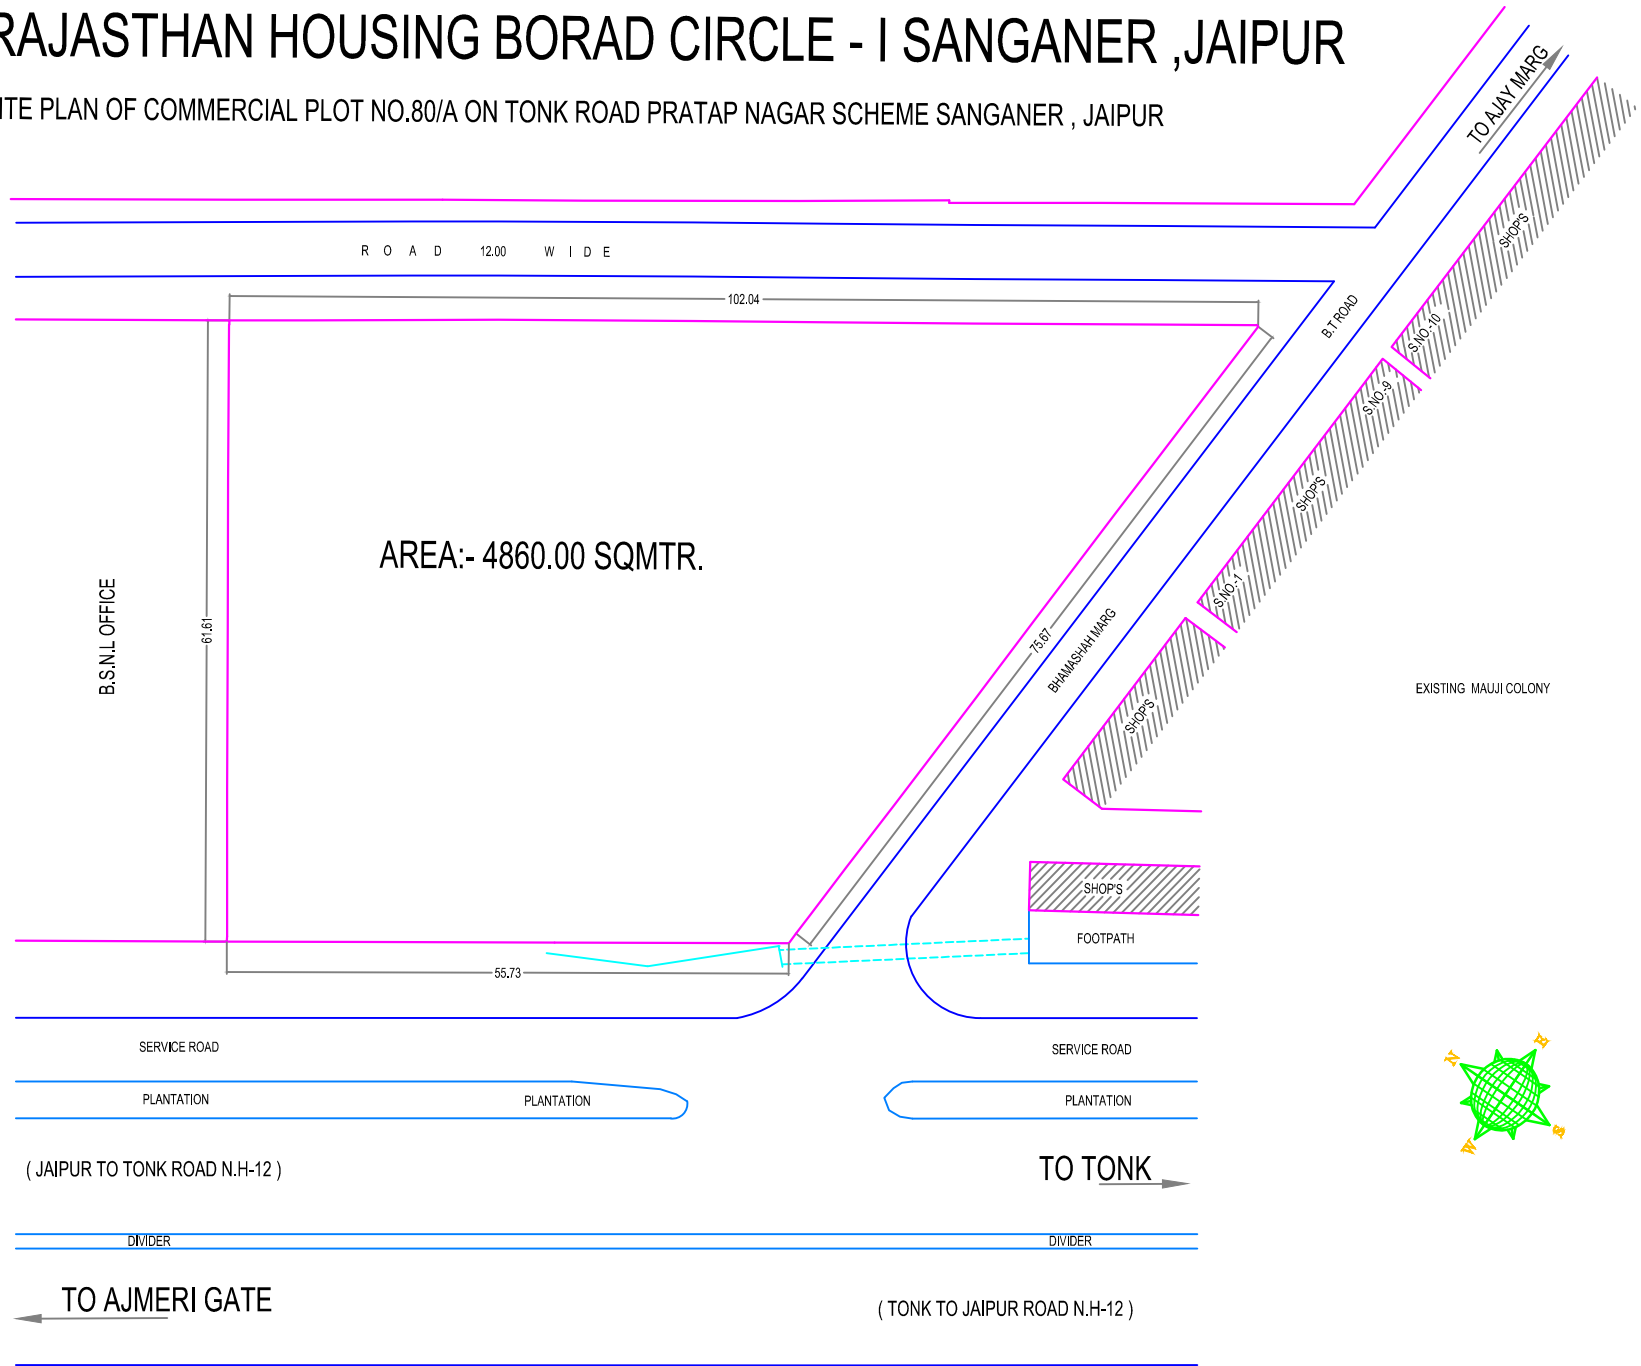 RAJASTHAN HOUSING BORAD CIRCLE - I SANGANER ,JAIPUR
ITE PLAN OF COMMERCIAL PLOT NO.80/A ON TONK ROAD PRATAP NAGAR SCHEME SANGANER , JAIPUR
TO AJAY MARG
SHOP'S
ROAD 12.00 WIDE
102.04
B.T ROAD
S.NO.-10
S.NO.-9
SHOP'S
AREA:- 4860.00 SQMTR.
B.S.N.L OFFICE
61.61
75.67
BHAMASHAH MARG
S.NO.-1
SHOP'S
EXISTING MAUJI COLONY
SHOP'S
FOOTPATH
55.73
SERVICE ROAD
SERVICE ROAD
PLANTATION
PLANTATION
PLANTATION
N
E
W
S
( JAIPUR TO TONK ROAD N.H-12 )
TO TONK
DIVIDER
DIVIDER
TO AJMERI GATE
( TONK TO JAIPUR ROAD N.H-12 )